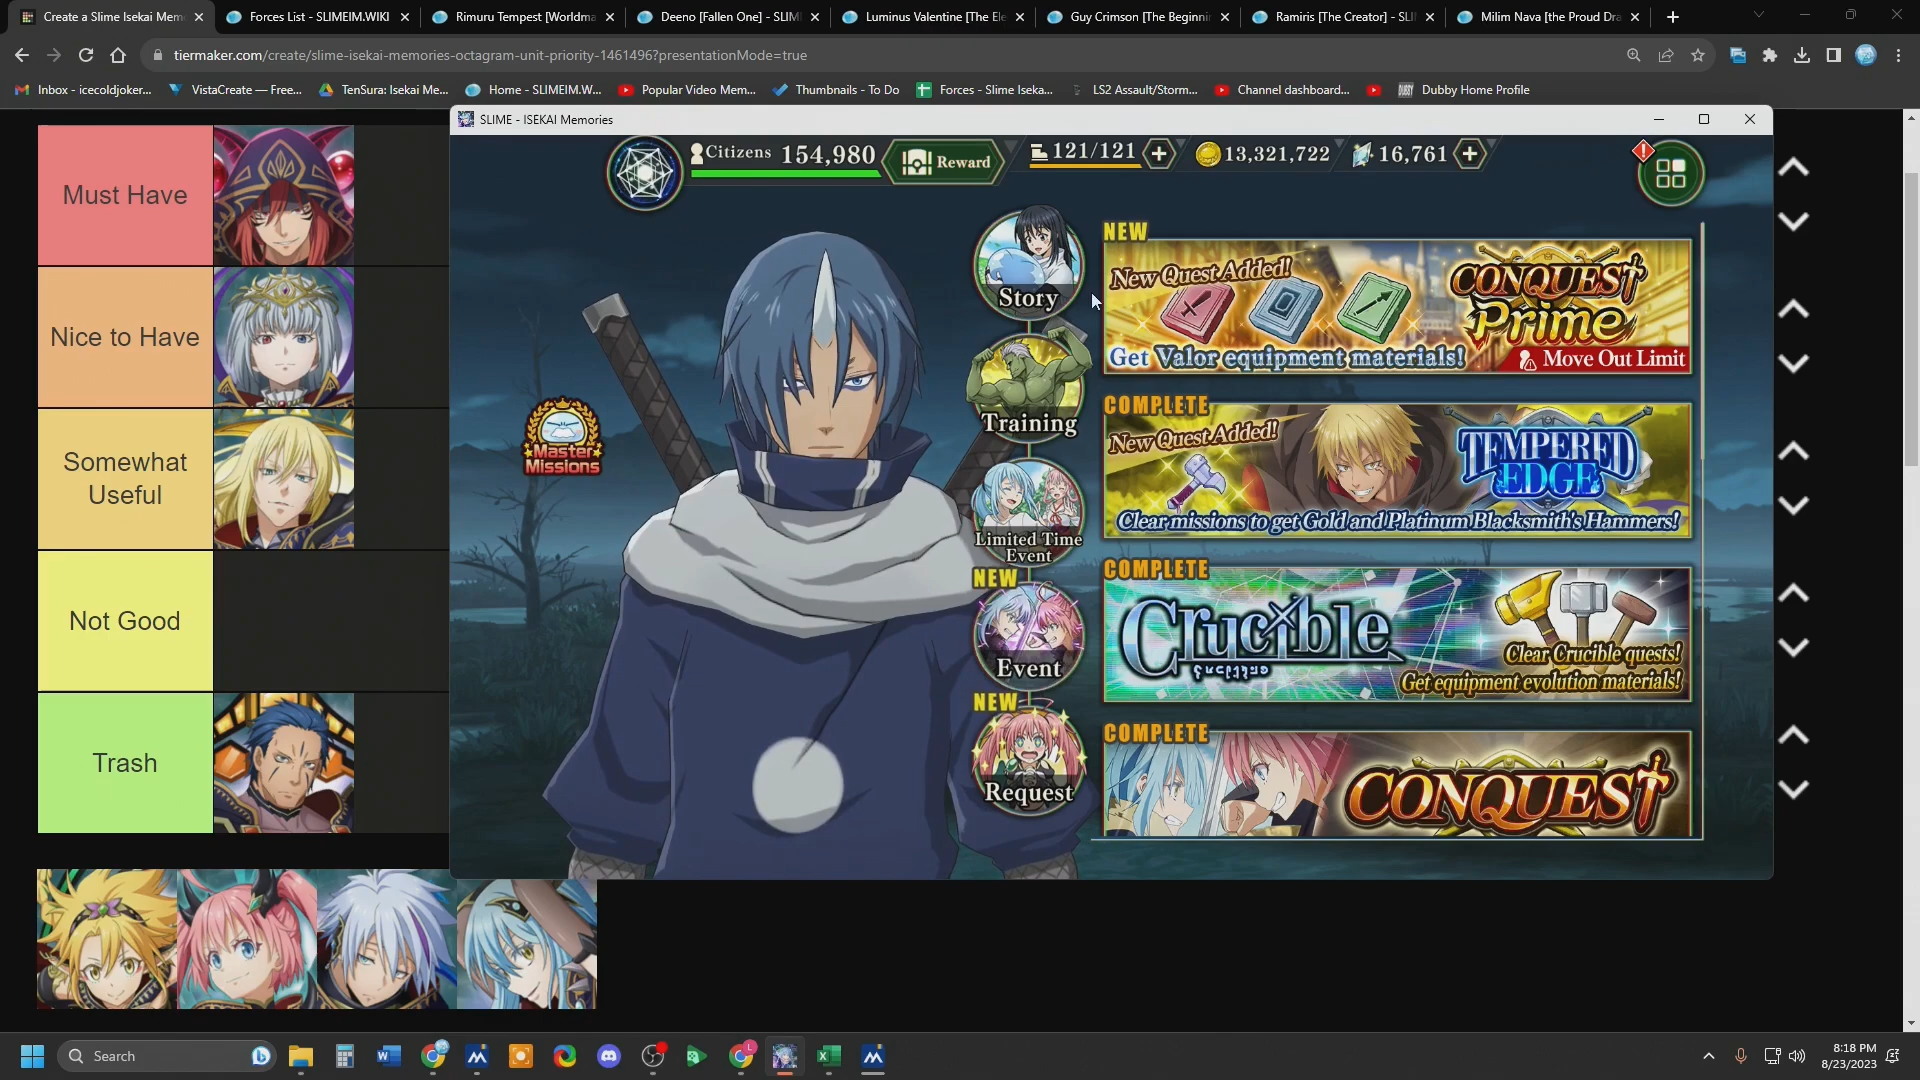 Create a Slime Isekai Mem
Forces List - SLIMEIM.WIKI
Rimuru Tempest [Worldma
Deeno [Fallen One] - SLIM
Luminus Valentine [The Ele
Guy Crimson [The Beginnin
Ramiris [The Creator] - SLI
Milim Nava [the Proud Dra
tiermaker.com/create/slime-isekai-memories-octagram-unit-priority-1461496?presentationMode=true
Inbox - icecoldjoker...
VistaCreate — Free...
TenSura: Isekai Me...
Home - SLIMEIM.W...
Popular Video Mem...
Thumbnails - To Do
Forces - Slime Iseka...
LS2 Assault/Storm...
Channel dashboard...
Dubby Home Profile
SLIME - ISEKAI Memories
Citizens 154,980
Reward
121/121
13,321,722
16,761
Must Have
Nice to Have
Somewhat
Useful
Not Good
Trash
Master
Missions
Story
Training
Limited Time
Event
NEW
Event
NEW
Request
NEW
New Quest Added!
CONQUEST
Prime
Get Valor equipment materials!
Move Out Limit
COMPLETE
New Quest Added!
TEMPERED
EDGE
Clear missions to get Gold and Platinum Blacksmith's Hammers!
COMPLETE
Crucible
Clear Crucible quests!
Get equipment evolution materials!
COMPLETE
CONQUEST
Search
8:18 PM
8/23/2023